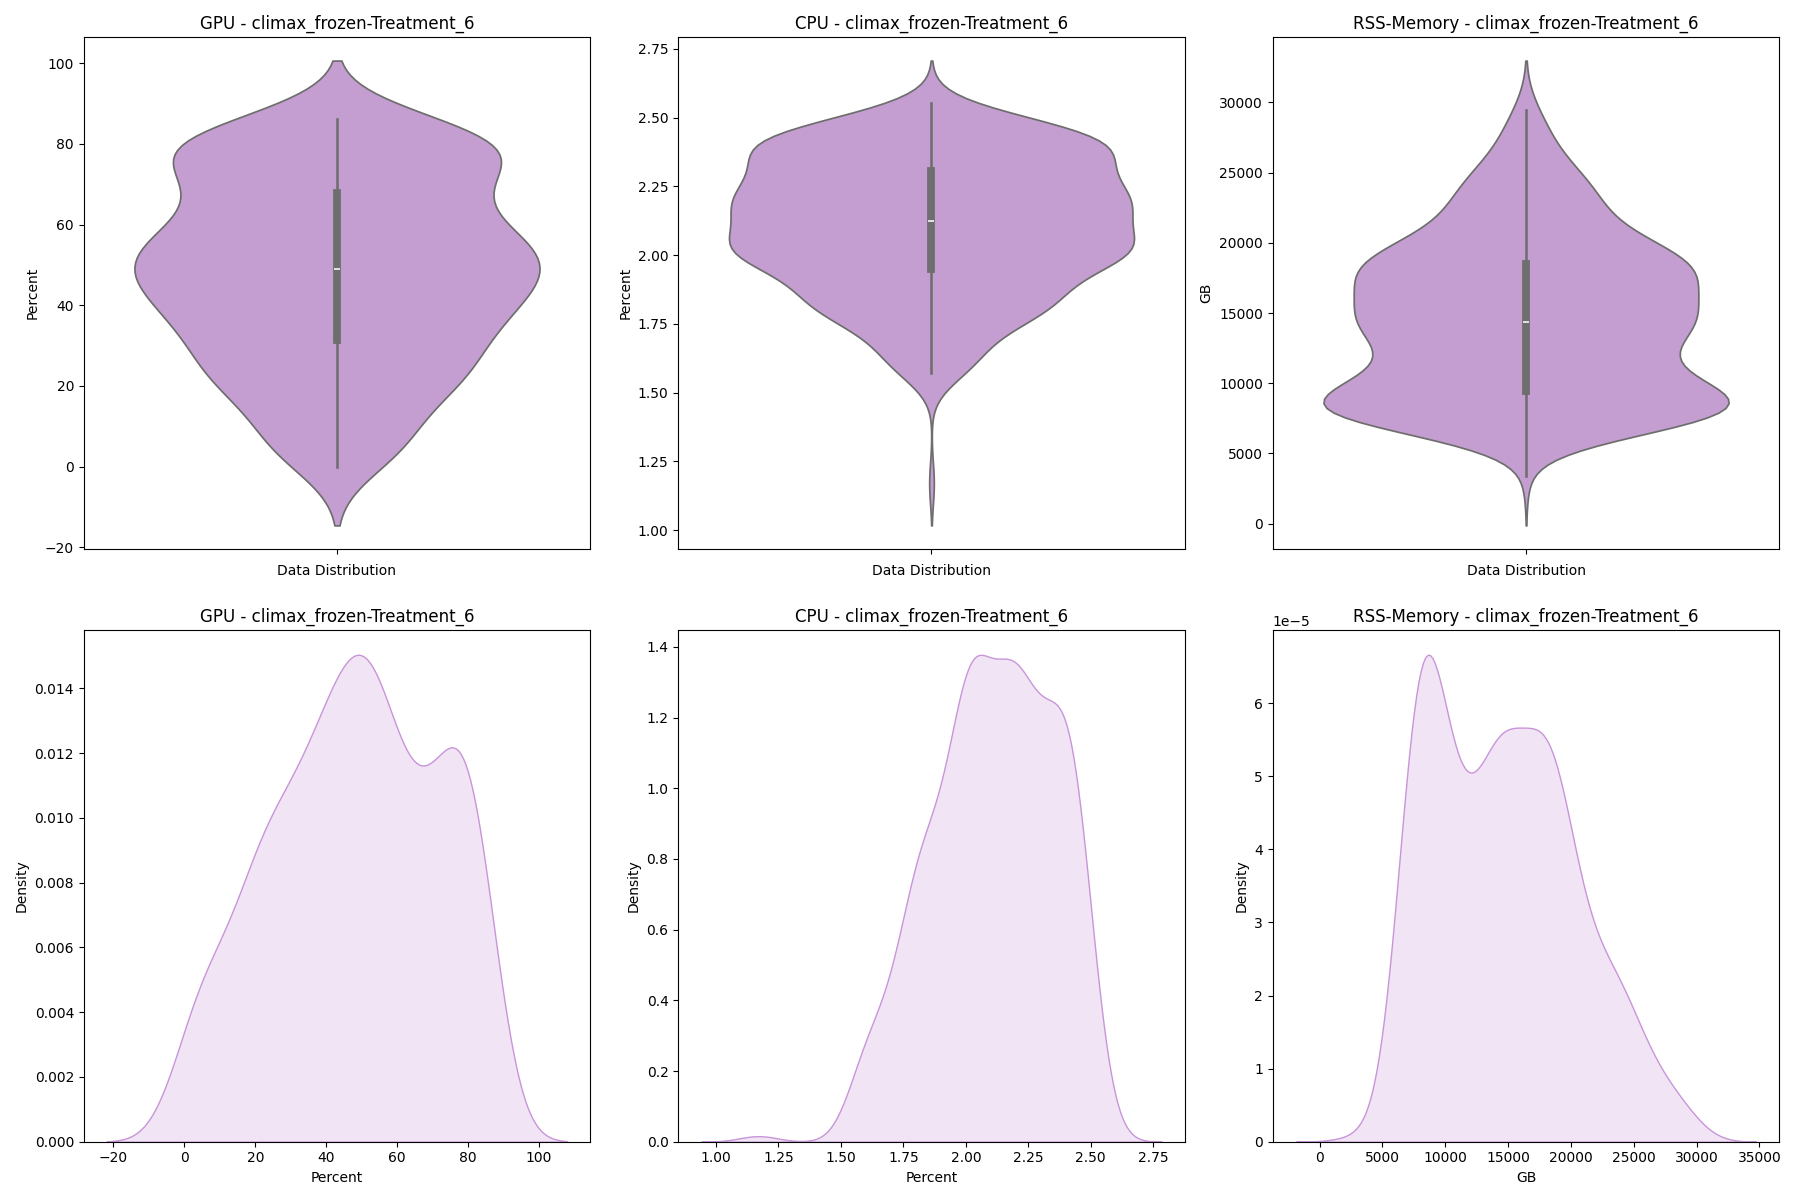 GPU - climax_frozen-Treatment_6
100
80
60
40
20
0
−20
Percent
Data Distribution
CPU - climax_frozen-Treatment_6
2.75
2.50
2.25
2.00
1.75
1.50
1.25
1.00
Percent
Data Distribution
RSS-Memory - climax_frozen-Treatment_6
30000
25000
20000
15000
10000
5000
0
GB
Data Distribution
GPU - climax_frozen-Treatment_6
0.014
0.012
0.010
0.008
0.006
0.004
0.002
0.000
Density
−20 0 20 40 60 80 100
Percent
CPU - climax_frozen-Treatment_6
1.4
1.2
1.0
0.8
0.6
0.4
0.2
0.0
Density
1.00 1.25 1.50 1.75 2.00 2.25 2.50 2.75
Percent
RSS-Memory - climax_frozen-Treatment_6
1e−5
6
5
4
3
2
1
0
Density
0 5000 10000 15000 20000 25000 30000 35000
GB